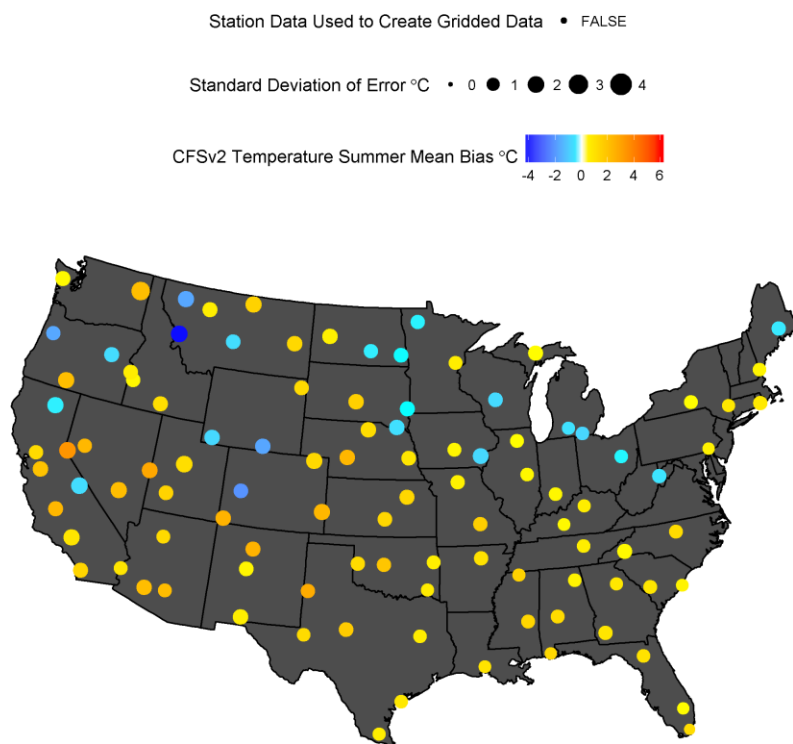 Station Data Used to Create Gridded Data FALSE
Standard Deviation of Error °C 0 1 2 3 4
CFSv2 Temperature Summer Mean Bias °C
-4 -2 0 2 4 6